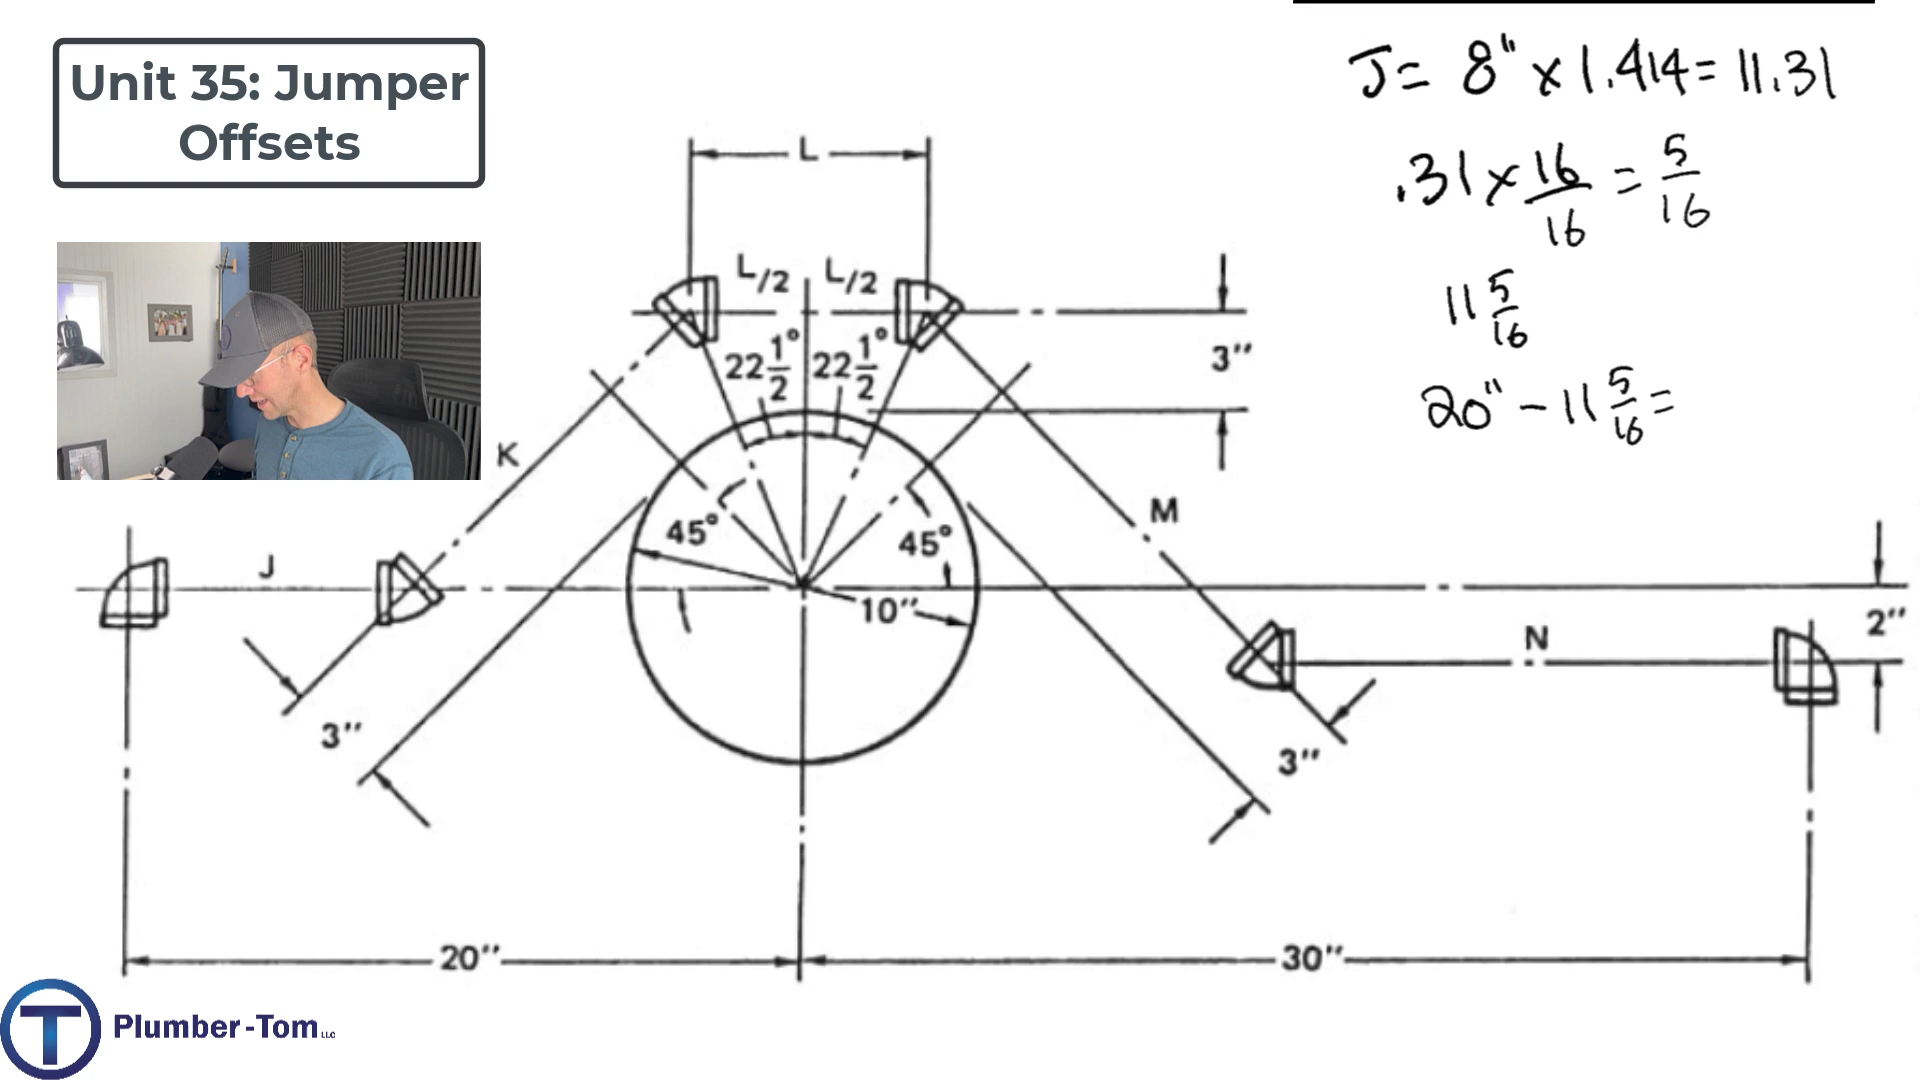 Unit 35: Jumper
Offsets
J= 8" x 1.414= 11.31
.31 x 16/16 = 5/16
11 5/16
20" - 11 5/16 =
L
L/2 L/2
22 1/2° 22 1/2°
3"
K
M
45° 45°
J
10"
2"
N
3"
3"
20" 30"
T Plumber-Tom LLC